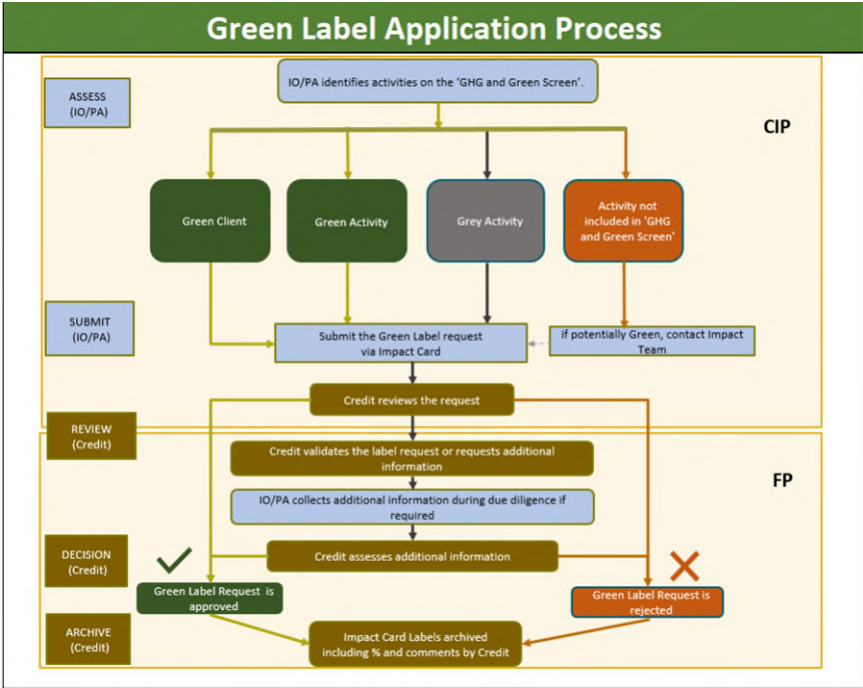 Green Label Application Process
ASSESS
(IO/PA)
IO/PA identifies activities on the ‘GHG and Green Screen’.
CIP
Green Client
Green Activity
Grey Activity
Activity not
included in ‘GHG
and Green Screen’
SUBMIT
(IO/PA)
Submit the Green Label request
via Impact Card
if potentially Green, contact Impact
Team
Credit reviews the request
REVIEW
(Credit)
Credit validates the label request or requests additional
information
FP
IO/PA collects additional information during due diligence if
required
DECISION
(Credit)
Credit assesses additional information
Green Label Request is
approved
Green Label Request is
rejected
ARCHIVE
(Credit)
Impact Card Labels archived
including % and comments by Credit